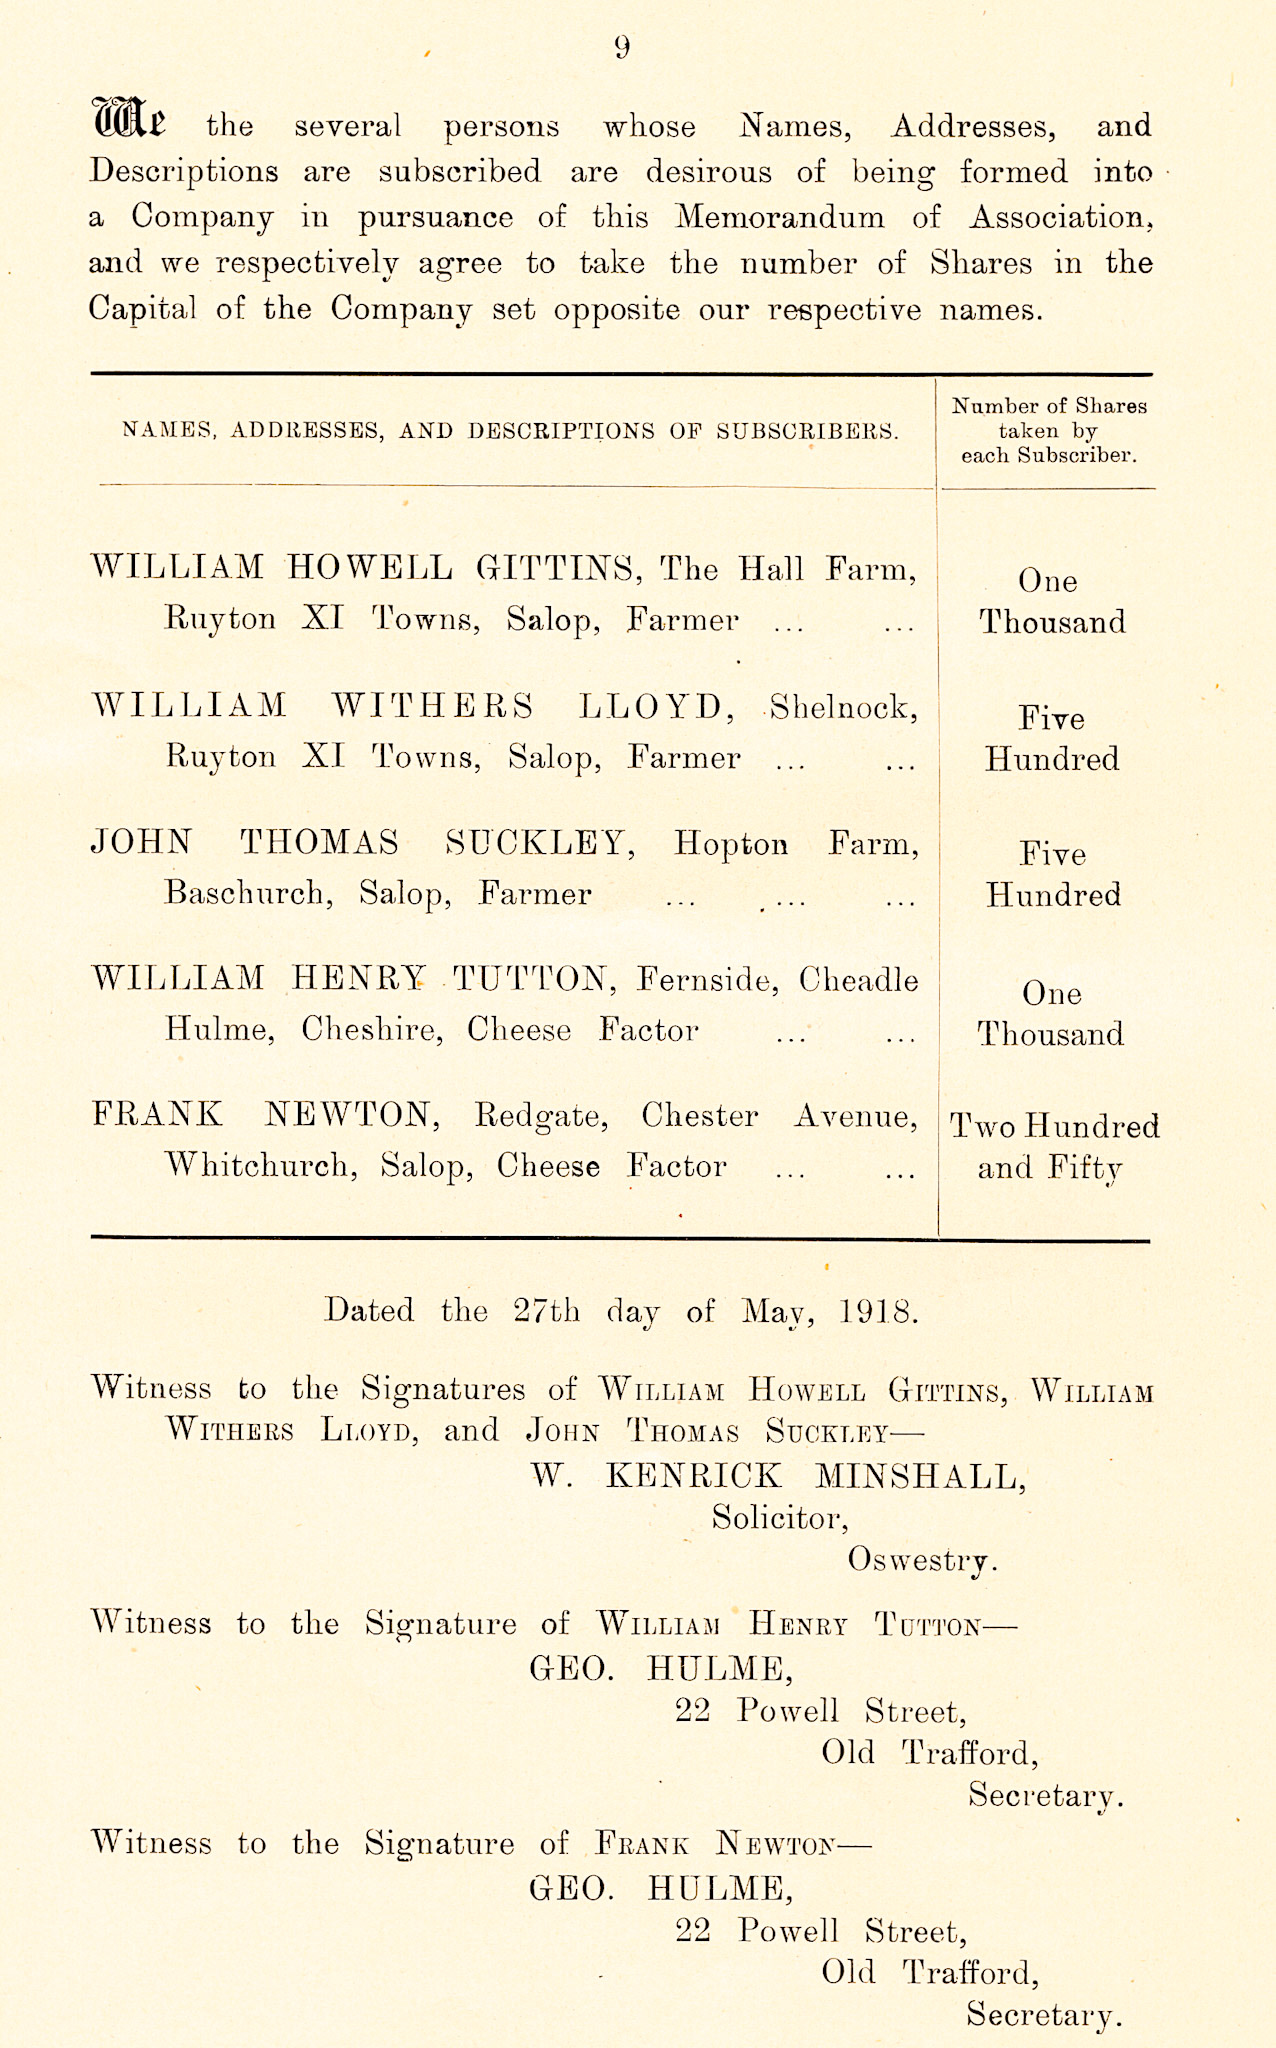 9
We the several persons whose Names, Addresses, and
Descriptions are subscribed are desirous of being formed into
a Company in pursuance of this Memorandum of Association,
and we respectively agree to take the number of Shares in the
Capital of the Company set opposite our respective names.
NAMES, ADDRESSES, AND DESCRIPTIONS OF SUBSCRIBERS.
Number of Shares
taken by
each Subscriber.
WILLIAM HOWELL GITTINS, The Hall Farm,
Ruyton XI Towns, Salop, Farmer ... ...
One
Thousand
WILLIAM WITHERS LLOYD, Shelnock,
Ruyton XI Towns, Salop, Farmer ... ...
Five
Hundred
JOHN THOMAS SUCKLEY, Hopton Farm,
Baschurch, Salop, Farmer ... ... ...
Five
Hundred
WILLIAM HENRY TUTTON, Fernside, Cheadle
Hulme, Cheshire, Cheese Factor ... ...
One
Thousand
FRANK NEWTON, Redgate, Chester Avenue,
Whitchurch, Salop, Cheese Factor ... ...
Two Hundred
and Fifty
Dated the 27th day of May, 1918.
Witness to the Signatures of WILLIAM HOWELL GITTINS, WILLIAM
WITHERS LLOYD, and JOHN THOMAS SUCKLEY—
W. KENRICK MINSHALL,
Solicitor,
Oswestry.
Witness to the Signature of WILLIAM HENRY TUTTON—
GEO. HULME,
22 Powell Street,
Old Trafford,
Secretary.
Witness to the Signature of FRANK NEWTON—
GEO. HULME,
22 Powell Street,
Old Trafford,
Secretary.